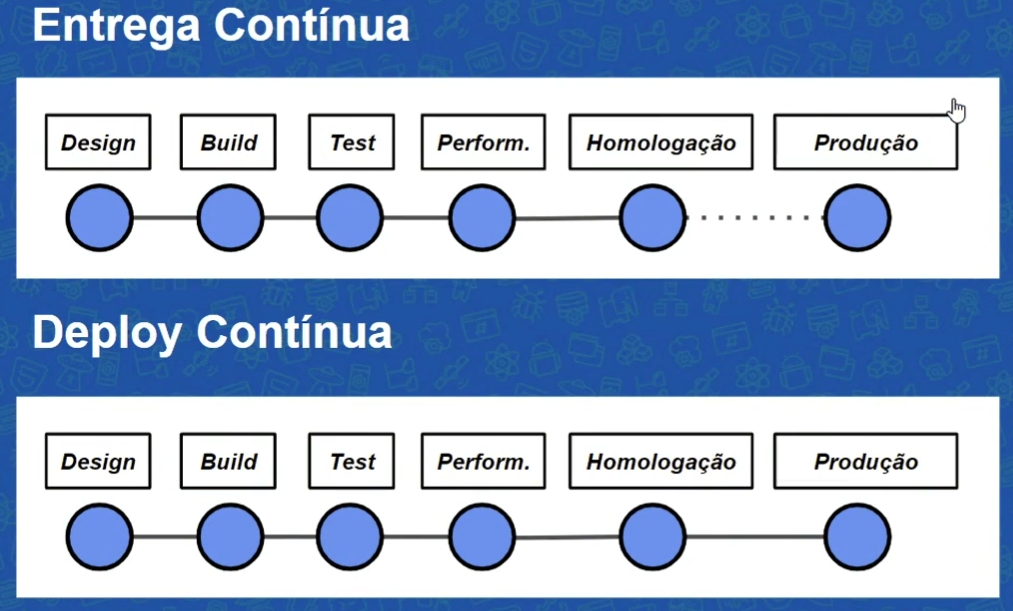 Entrega Contínua
Design Build Test Perform. Homologação Produção
Deploy Contínua
Design Build Test Perform. Homologação Produção